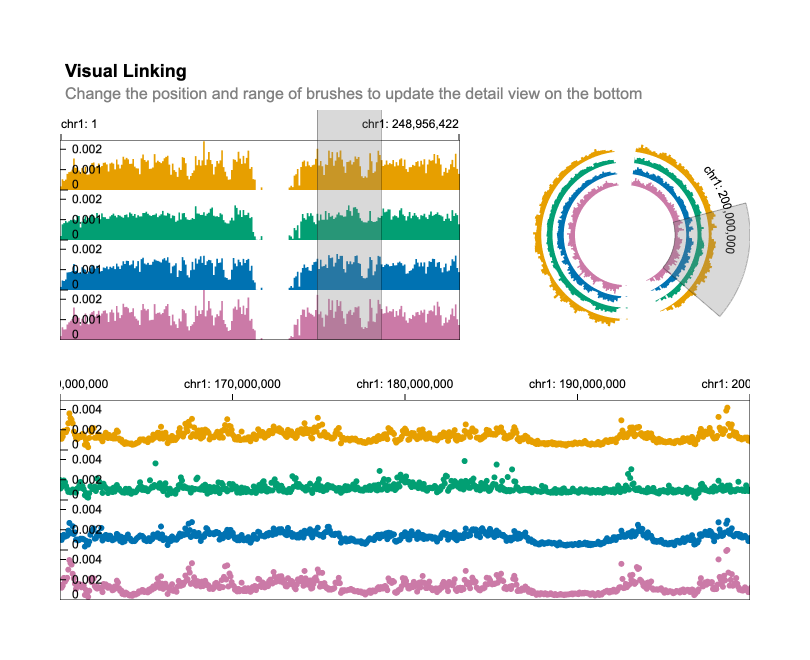 Visual Linking
Change the position and range of brushes to update the detail view on the bottom
chr1: 1
chr1: 248,956,422
0.002
0.001
0
0.002
0.001
0
0.002
0.001
0
0.002
0.001
0
chr1: 200,000,000
0,000,000
chr1: 170,000,000
chr1: 180,000,000
chr1: 190,000,000
chr1: 200
0.004
0.002
0
0.004
0.002
0
0.004
0.002
0
0.004
0.002
0